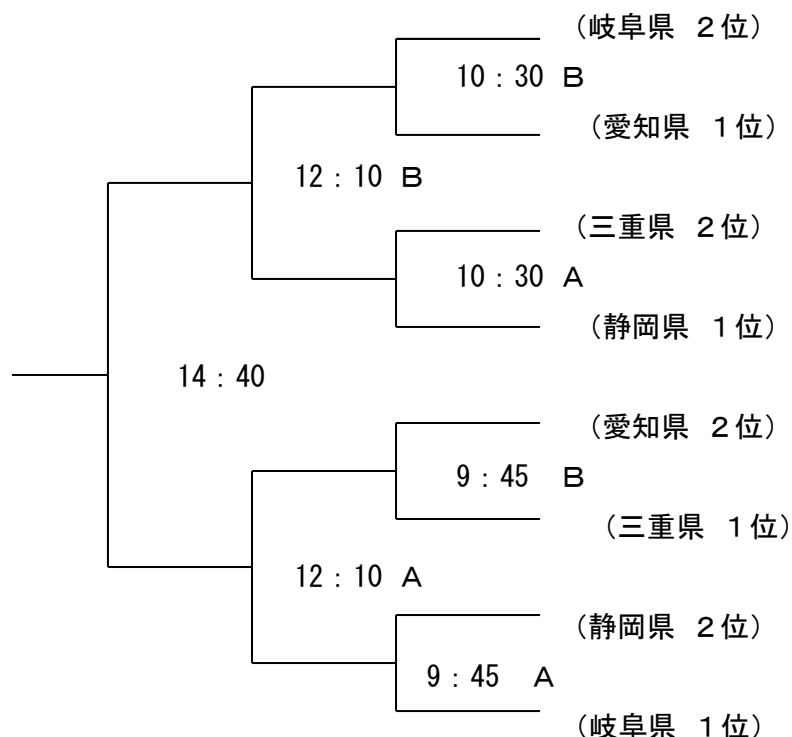 （岐阜県　２位）
10：30 B
（愛知県　１位）
12：10 B
（三重県　２位）
10：30 A
（静岡県　１位）
14：40
（愛知県　２位）
9：45　B
（三重県　１位）
12：10 A
（静岡県　２位）
9：45　A
（岐阜県　１位）